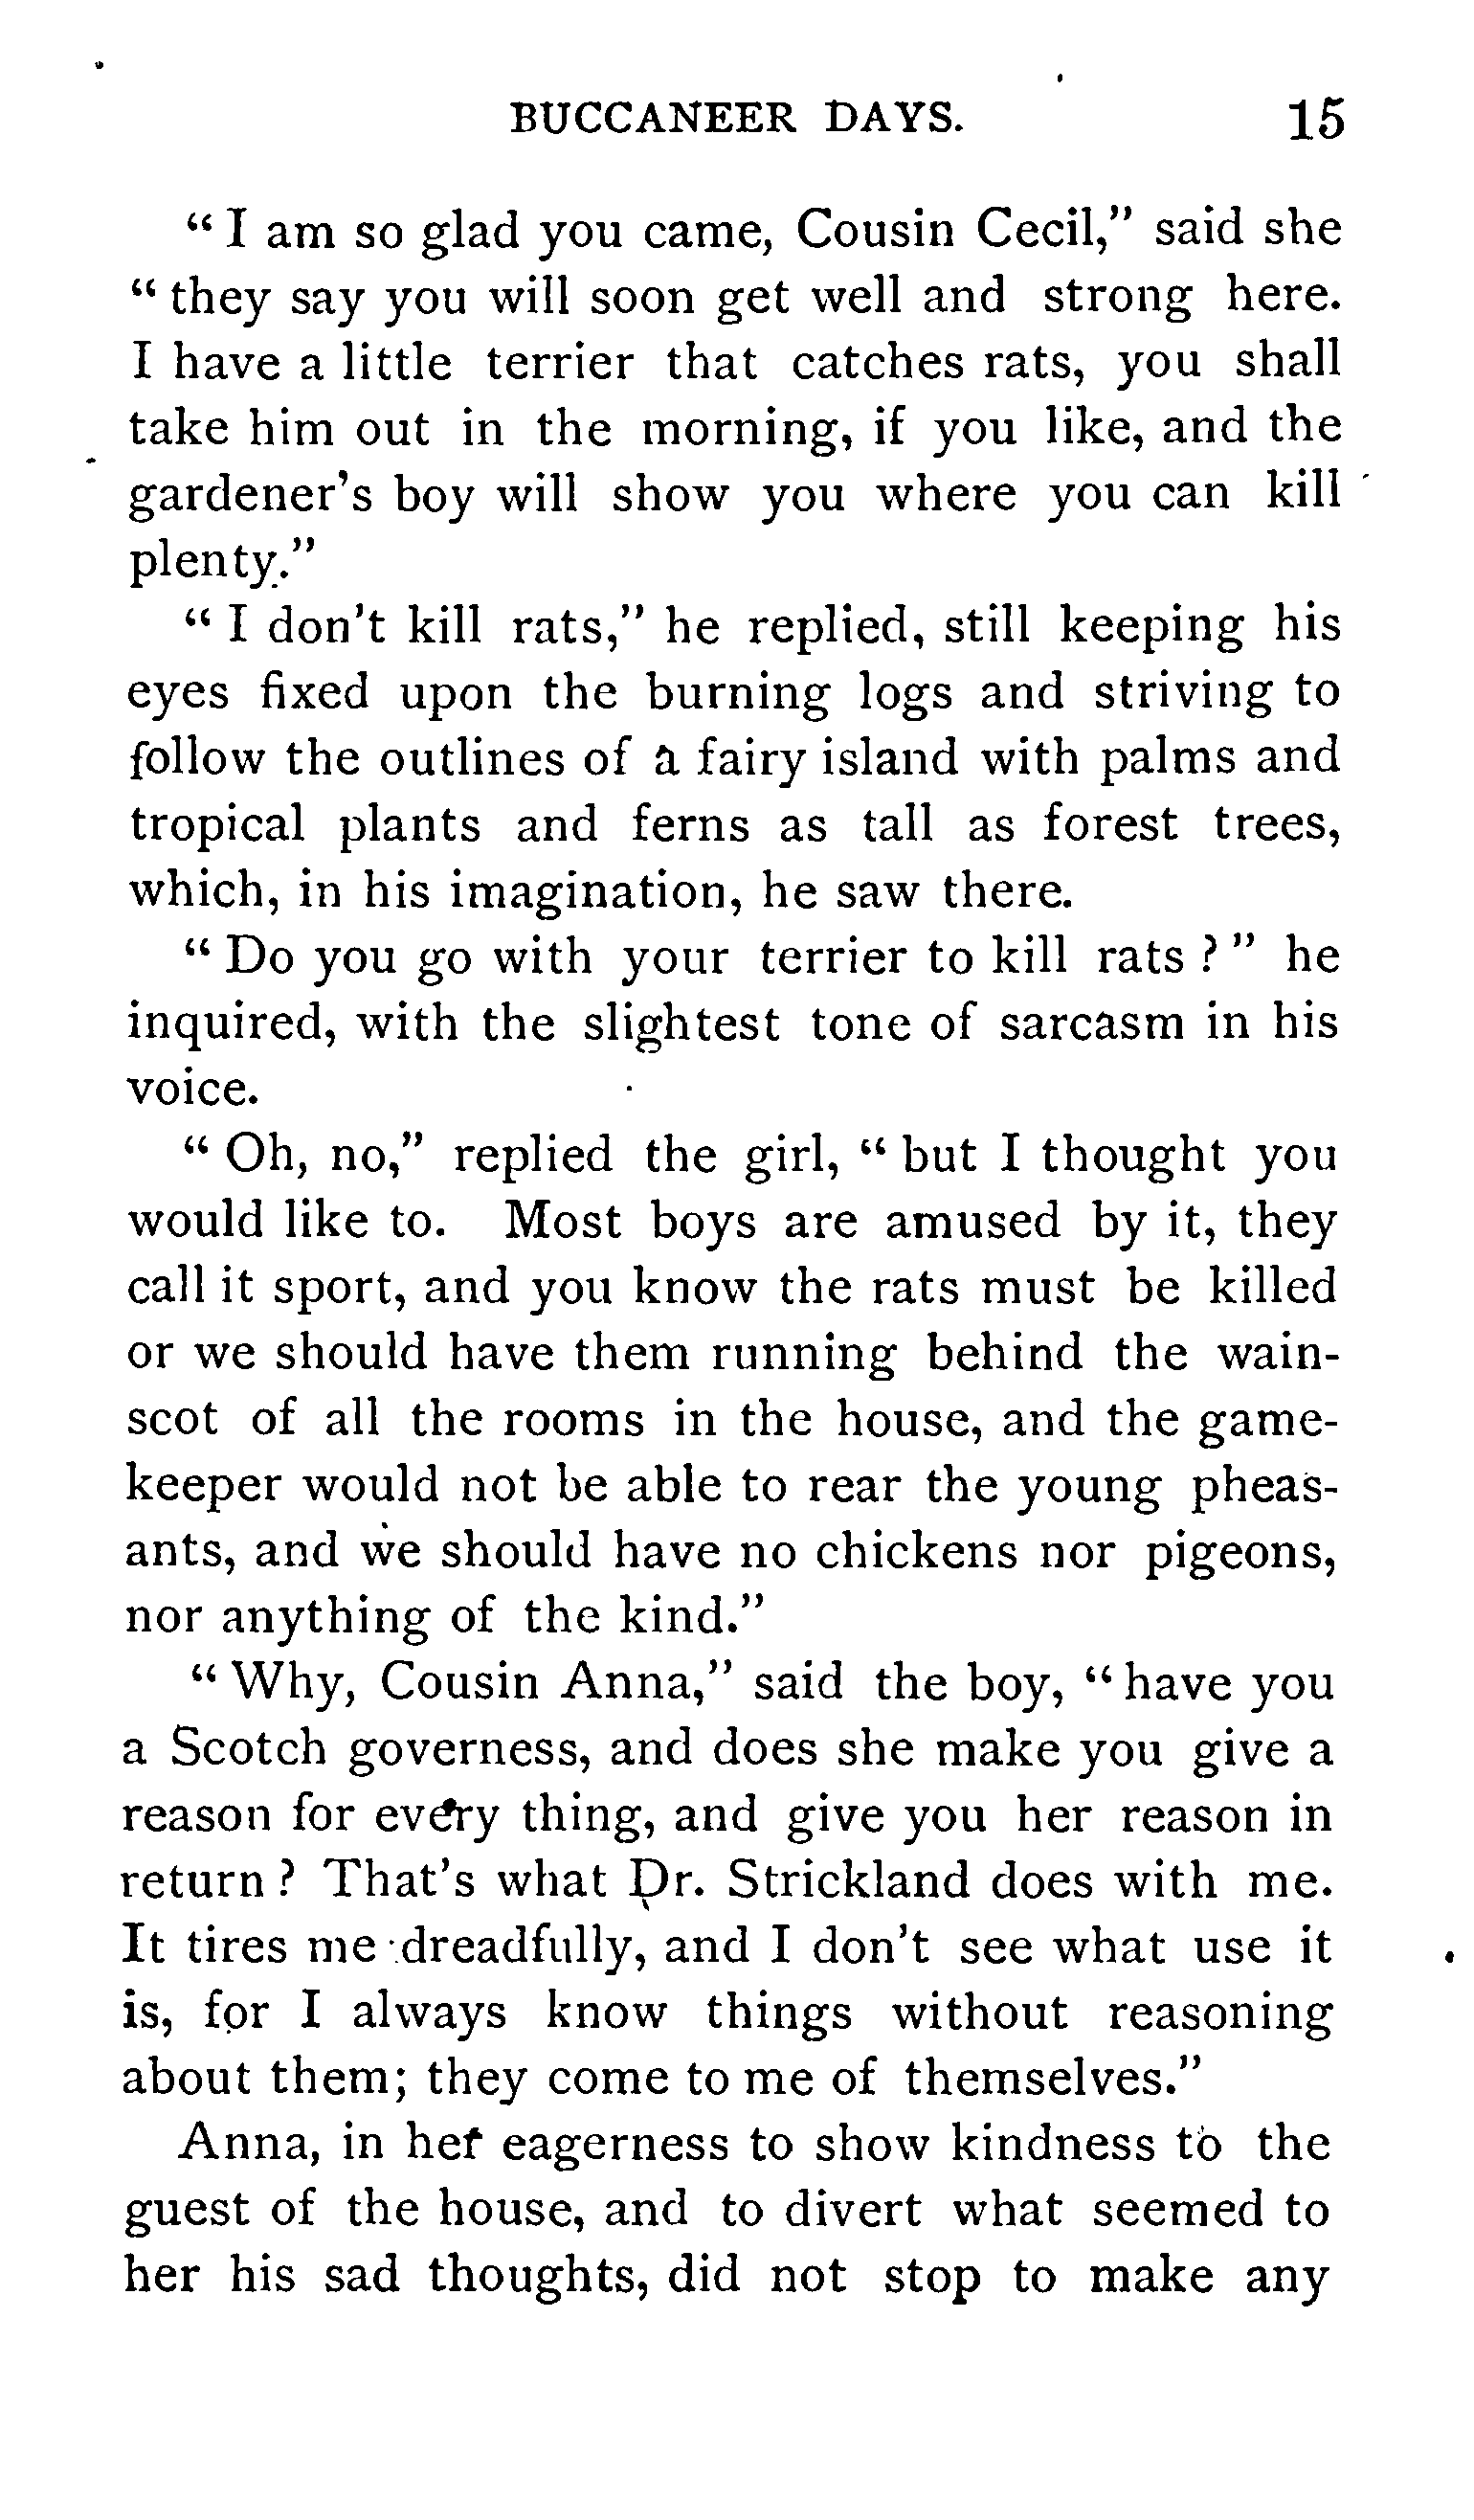 BUCCANEER DAYS. 15
“ I am so glad you came, Cousin Cecil,” said she
“ they say you will soon get well and strong here.
I have a little terrier that catches rats, you shall
take him out in the morning, if you like, and the
gardener’s boy will show you where you can kill
plenty.”
“ I don’t kill rats,” he replied, still keeping his
eyes fixed upon the burning logs and striving to
follow the outlines of a fairy island with palms and
tropical plants and ferns as tall as forest trees,
which, in his imagination, he saw there.
“ Do you go with your terrier to kill rats ? ” he
inquired, with the slightest tone of sarcasm in his
voice.
“ Oh, no,” replied the girl, “ but I thought you
would like to. Most boys are amused by it, they
call it sport, and you know the rats must be killed
or we should have them running behind the wain-
scot of all the rooms in the house, and the game-
keeper would not be able to rear the young pheas-
ants, and we should have no chickens nor pigeons,
nor anything of the kind.”
“ Why, Cousin Anna,” said the boy, “ have you
a Scotch governess, and does she make you give a
reason for every thing, and give you her reason in
return ? That’s what Dr. Strickland does with me.
It tires me dreadfully, and I don’t see what use it
is, for I always know things without reasoning
about them; they come to me of themselves.”
Anna, in her eagerness to show kindness to the
guest of the house, and to divert what seemed to
her his sad thoughts, did not stop to make any